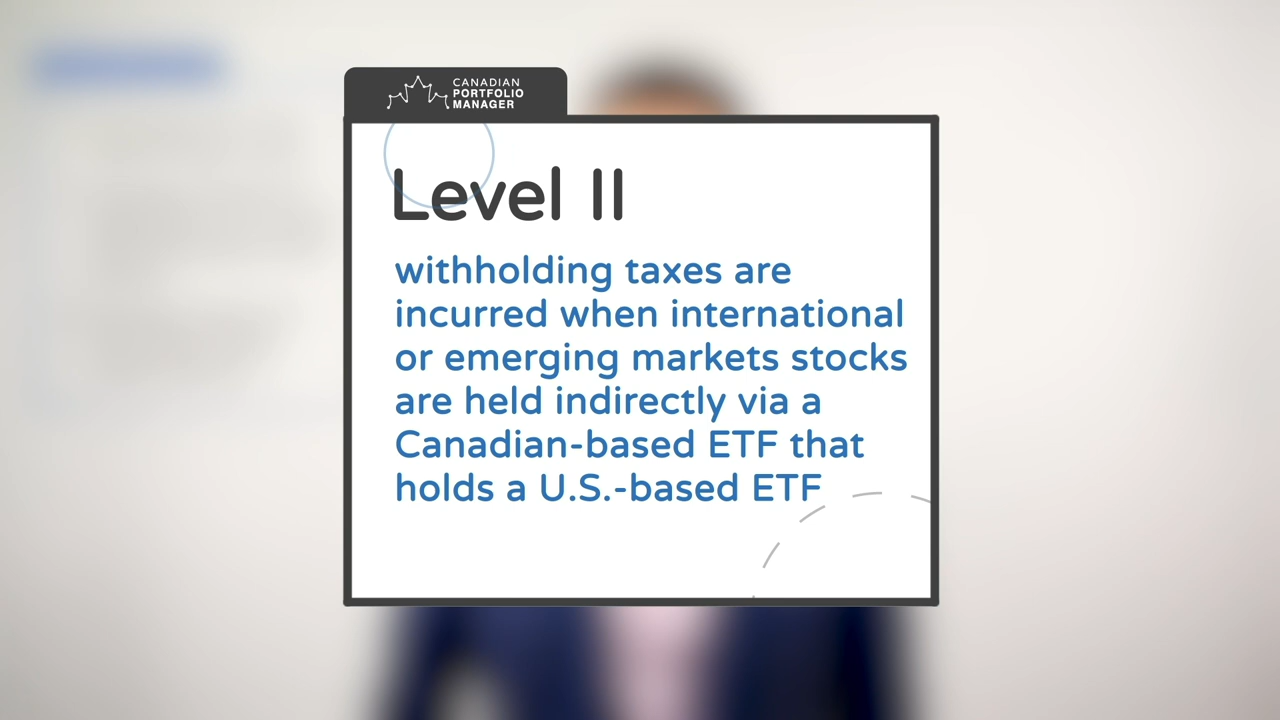 CANADIAN
PORTFOLIO
MANAGER
Level II
withholding taxes are
incurred when international
or emerging markets stocks
are held indirectly via a
Canadian-based ETF that
holds a U.S.-based ETF